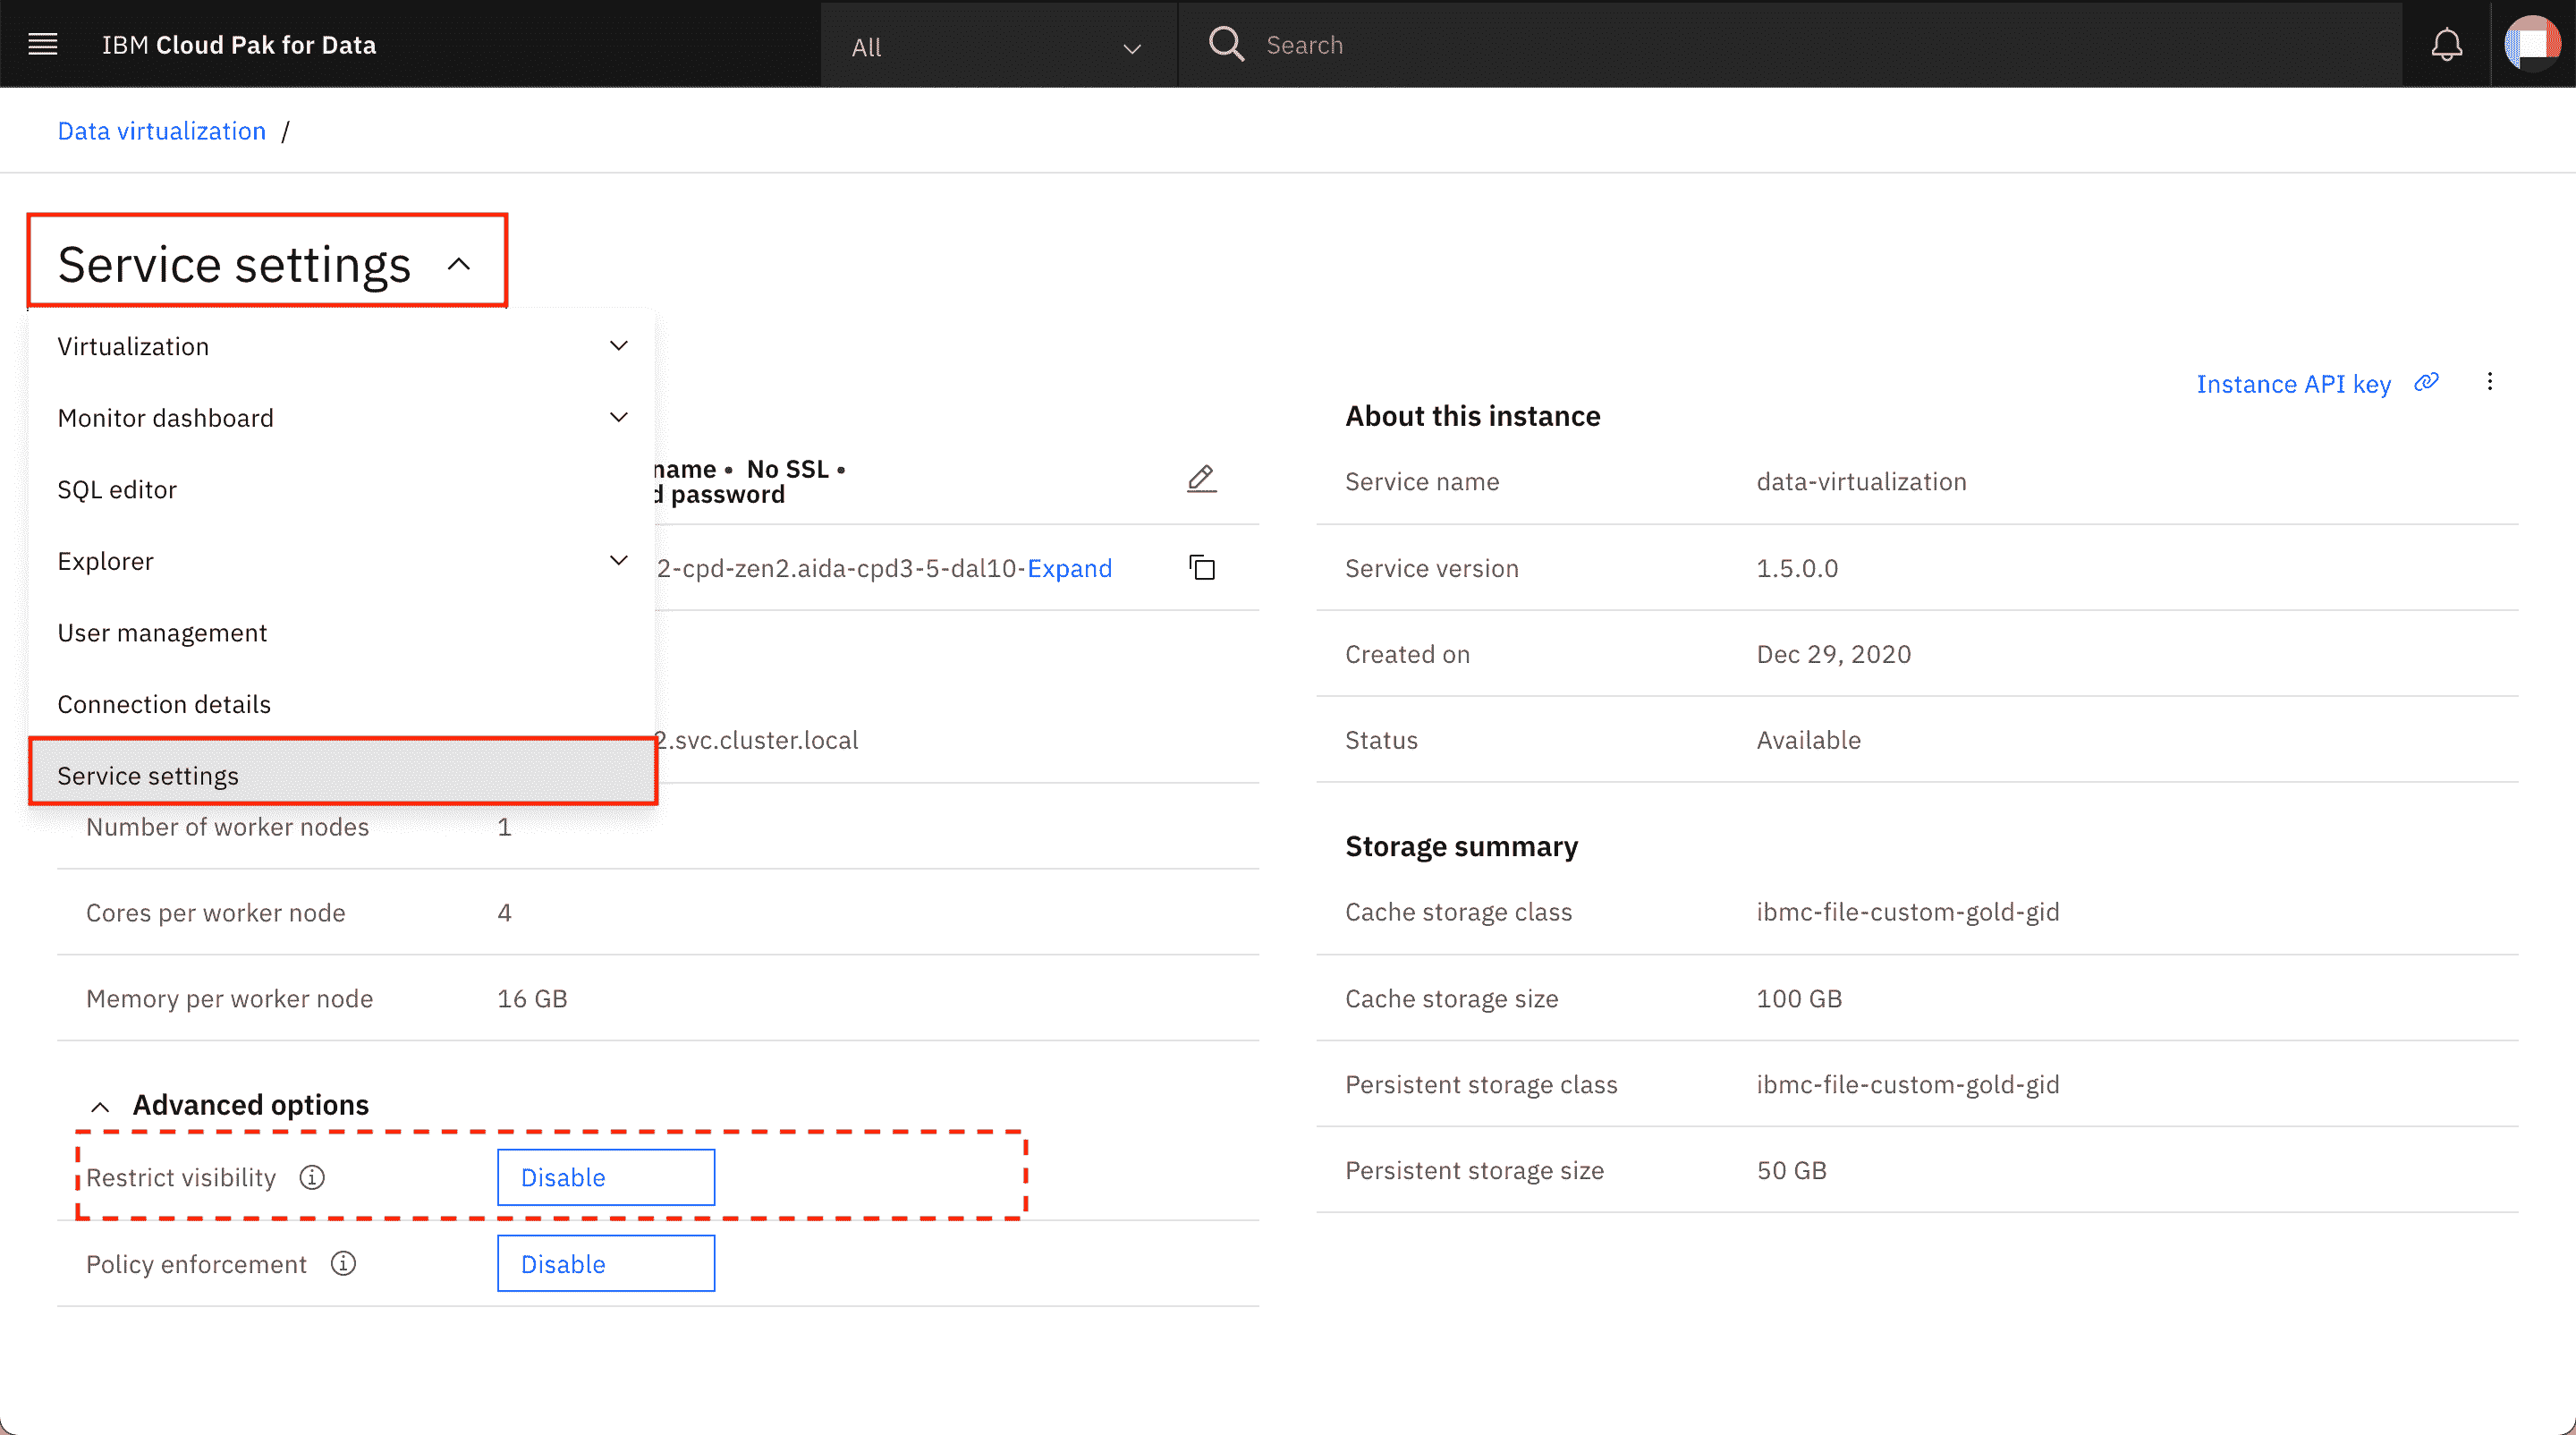 IBM Cloud Pak for Data
All
Search
Data virtualization /
Service settings
Virtualization
Monitor dashboard
SQL editor
Explorer
User management
Connection details
Service settings
name • No SSL •
d password
2-cpd-zen2.aida-cpd3-5-dal10-Expand
2.svc.cluster.local
Number of worker nodes 1
Cores per worker node 4
Memory per worker node 16 GB
Advanced options
Restrict visibility Disable
Policy enforcement Disable
Instance API key
About this instance
Service name data-virtualization
Service version 1.5.0.0
Created on Dec 29, 2020
Status Available
Storage summary
Cache storage class ibmc-file-custom-gold-gid
Cache storage size 100 GB
Persistent storage class ibmc-file-custom-gold-gid
Persistent storage size 50 GB